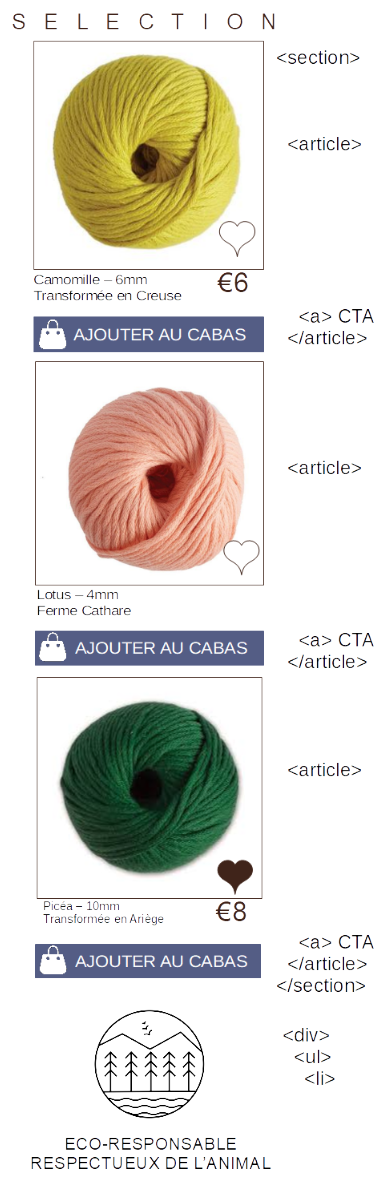 SELECTION
<section>
<article>
Camomille – 6mm
€6
Transformée en Creuse
<a> CTA
AJOUTER AU CABAS
</article>
<article>
Lotus – 4mm
Ferme Cathare
<a> CTA
AJOUTER AU CABAS
</article>
<article>
Picéa – 10mm
€8
Transformée en Ariège
<a> CTA
AJOUTER AU CABAS
</article>
</section>
<div>
<ul>
<li>
ECO-RESPONSABLE
RESPECTUEUX DE L'ANIMAL